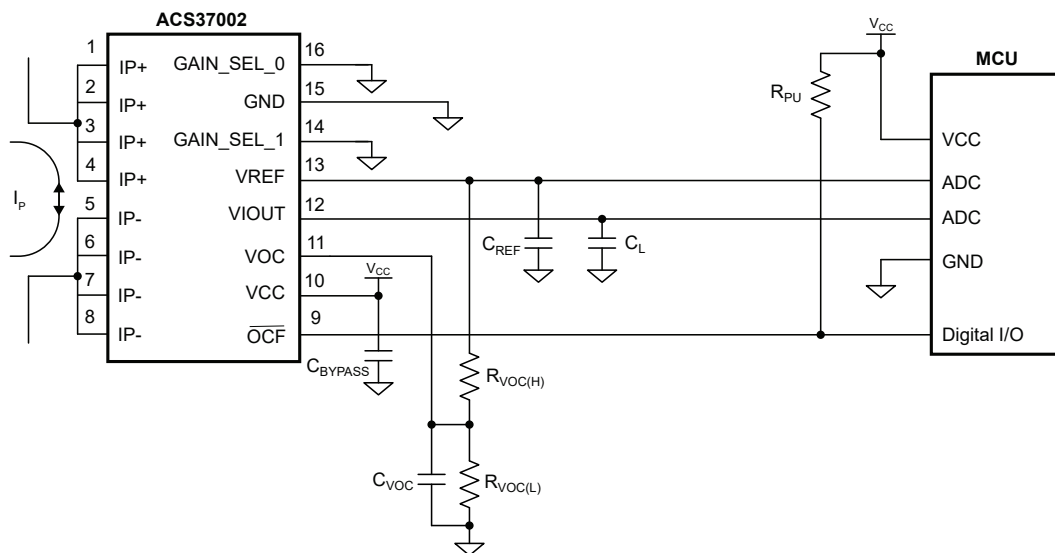 ACS37002
1
2
3
4
5
6
7
8
IP+
IP+
IP+
IP+
IP-
IP-
IP-
IP-
I_P
GAIN_SEL_0
GND
GAIN_SEL_1
VREF
VIOUT
VOC
VCC
OCF
16
15
14
13
12
11
10
9
V_CC
C_BYPASS
C_REF
C_L
R_VOC(H)
C_VOC
R_VOC(L)
V_CC
R_PU
MCU
VCC
ADC
ADC
GND
Digital I/O